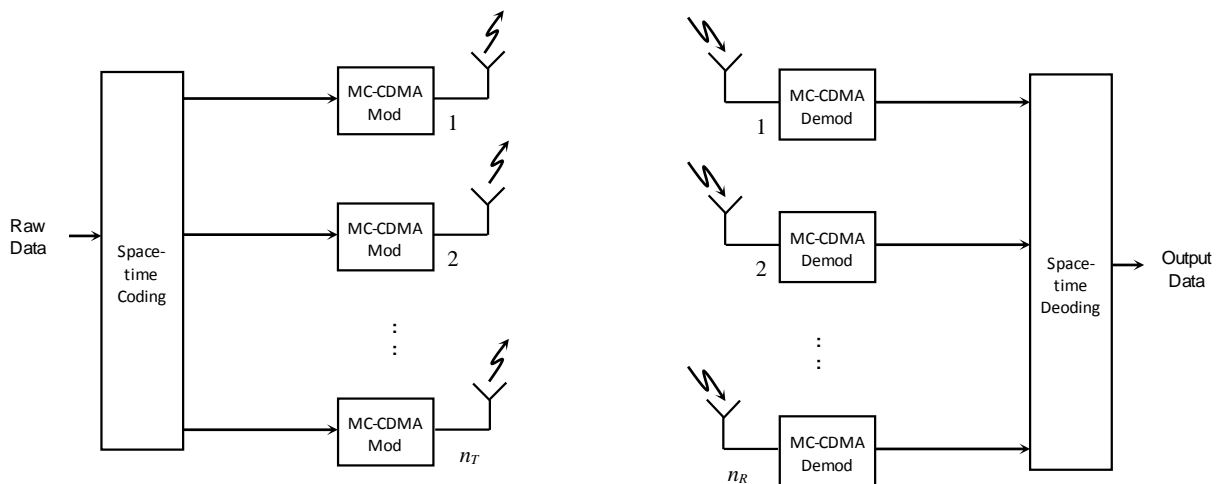 Raw
Data
Space-
time
Coding
MC-CDMA
Mod
1
MC-CDMA
Mod
2
⋮
MC-CDMA
Mod
n_T
1
MC-CDMA
Demod
2
MC-CDMA
Demod
⋮
n_R
MC-CDMA
Demod
Space-
time
Deoding
Output
Data